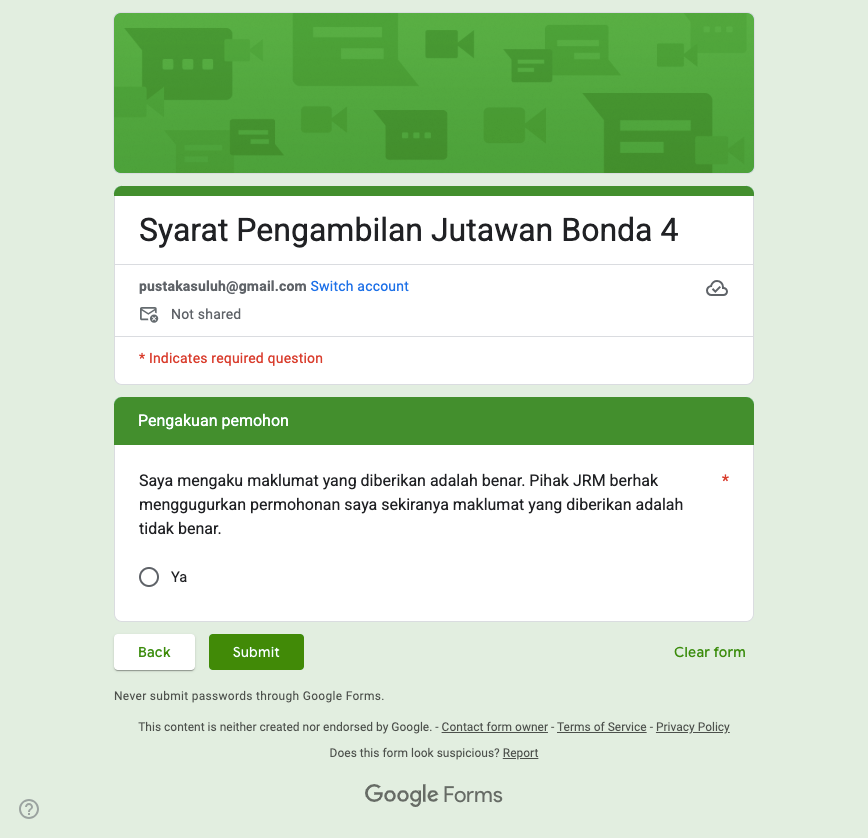 Syarat Pengambilan Jutawan Bonda 4
pustakasuluh@gmail.com Switch account
Not shared
* Indicates required question
Pengakuan pemohon
Saya mengaku maklumat yang diberikan adalah benar. Pihak JRM berhak *
menggugurkan permohonan saya sekiranya maklumat yang diberikan adalah
tidak benar.
Ya
Back Submit Clear form
Never submit passwords through Google Forms.
This content is neither created nor endorsed by Google. - Contact form owner - Terms of Service - Privacy Policy
Does this form look suspicious? Report
Google Forms